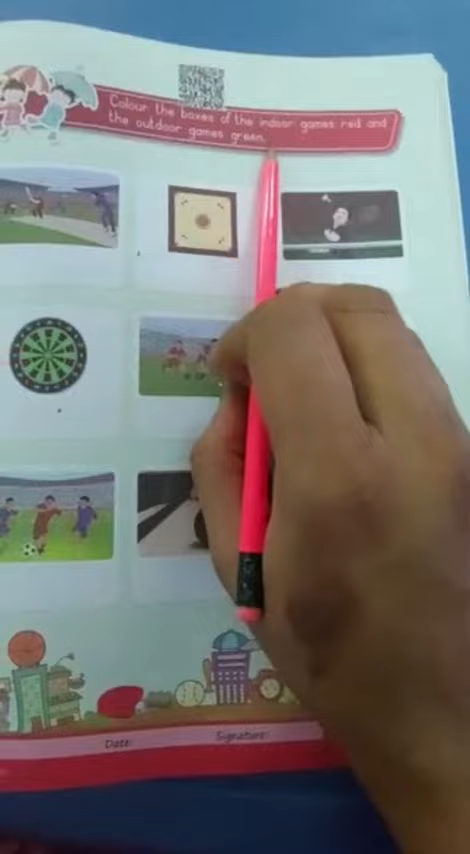 Colour the boxes of the indoor games red and
the outdoor games green.
Date:
Signature: